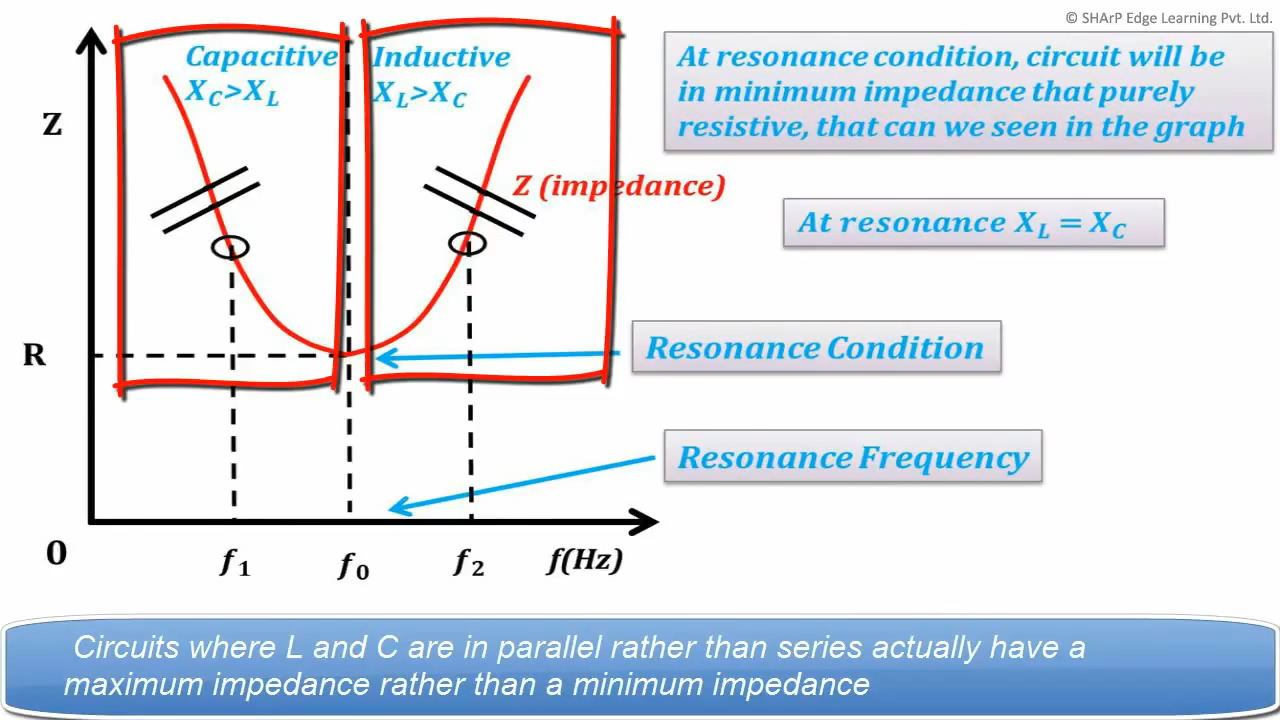 © SHArP Edge Learning Pvt. Ltd.
Capacitive
X_C>X_L
Inductive
X_L>X_C
At resonance condition, circuit will be
in minimum impedance that purely
resistive, that can we seen in the graph
Z
Z (impedance)
At resonance X_L = X_C
R
Resonance Condition
Resonance Frequency
0
f_1
f_0
f_2
f(Hz)
Circuits where L and C are in parallel rather than series actually have a
maximum impedance rather than a minimum impedance